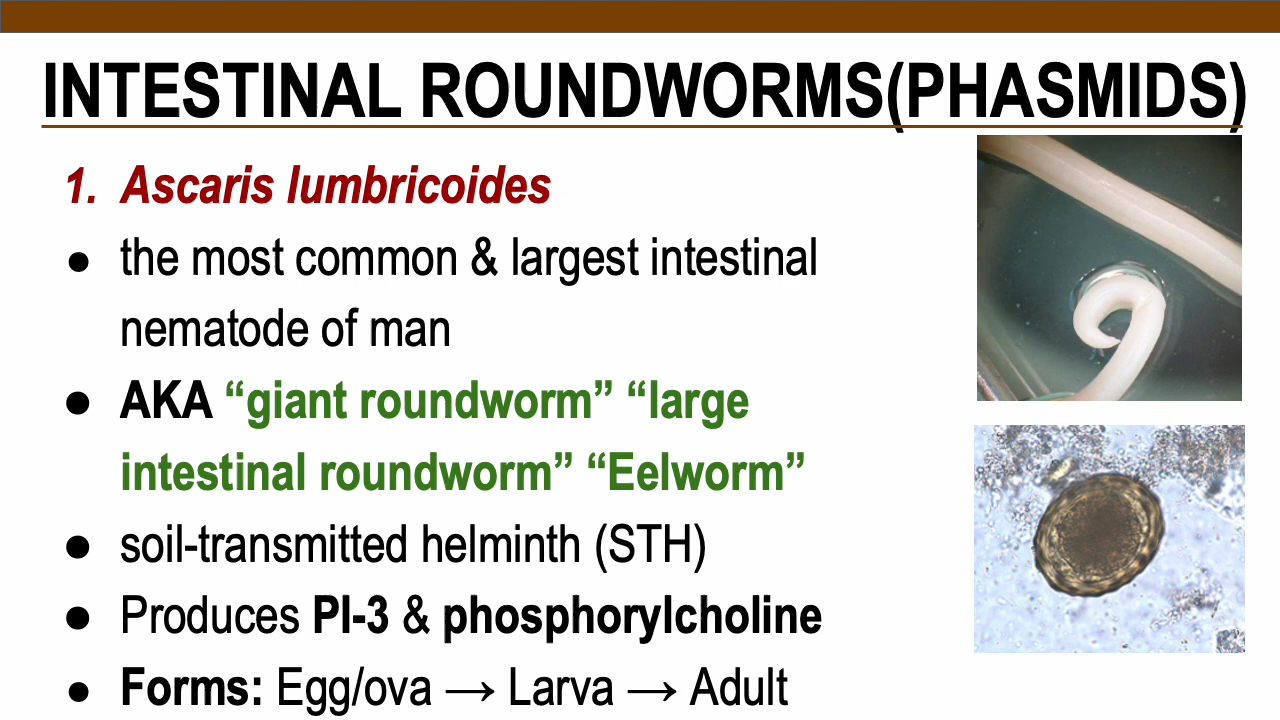 INTESTINAL ROUNDWORMS(PHASMIDS)
1. Ascaris lumbricoides
● the most common & largest intestinal
nematode of man
● AKA “giant roundworm” “large
intestinal roundworm” “Eelworm”
● soil-transmitted helminth (STH)
● Produces PI-3 & phosphorylcholine
● Forms: Egg/ova → Larva → Adult